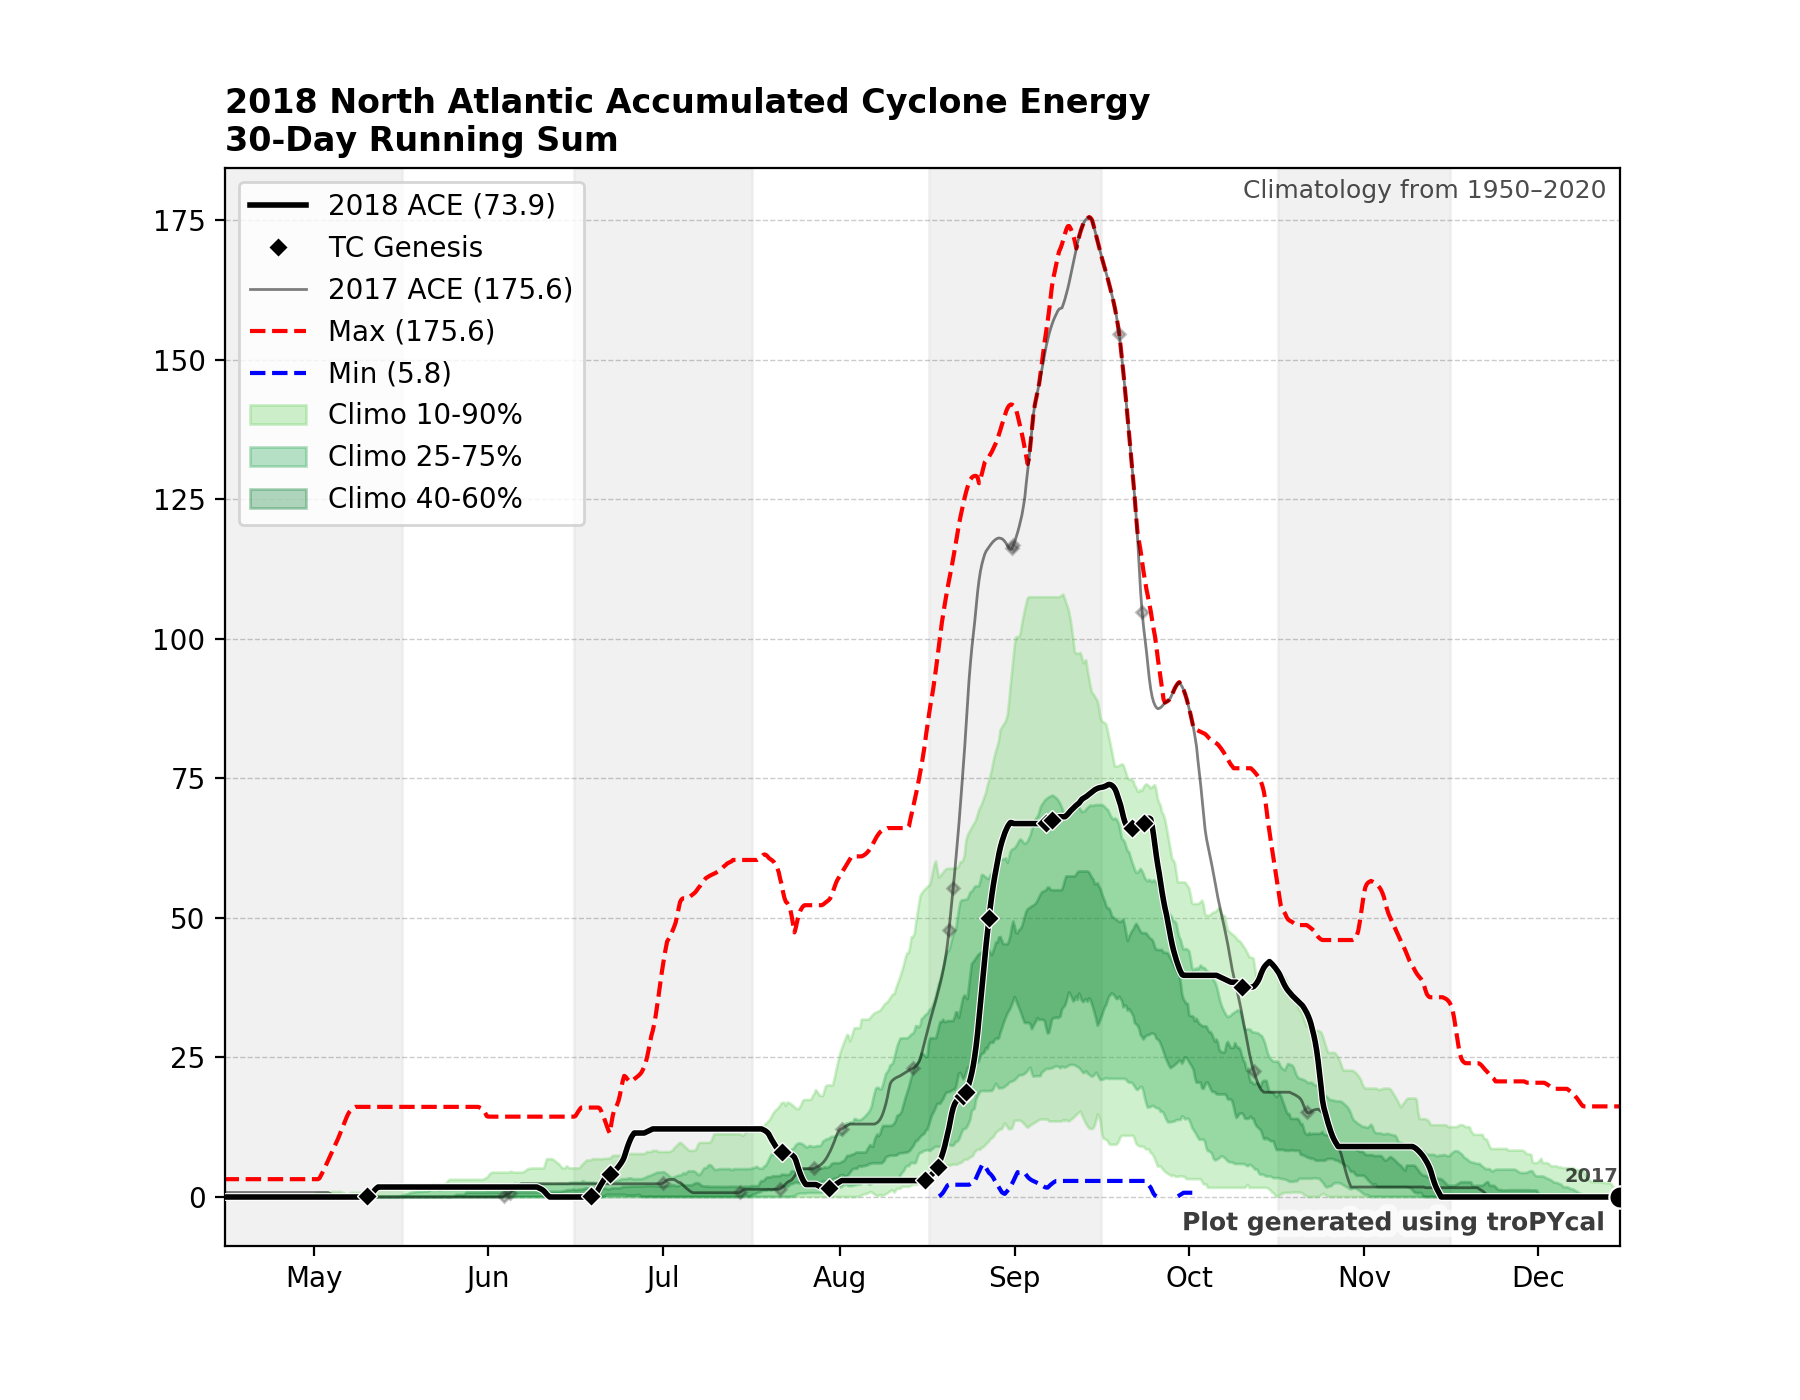 2018 North Atlantic Accumulated Cyclone Energy
30-Day Running Sum
Climatology from 1950–2020
2018 ACE (73.9)
TC Genesis
2017 ACE (175.6)
Max (175.6)
Min (5.8)
Climo 10-90%
Climo 25-75%
Climo 40-60%
175
150
125
100
75
50
25
0
2017
Plot generated using troPYcal
May Jun Jul Aug Sep Oct Nov Dec